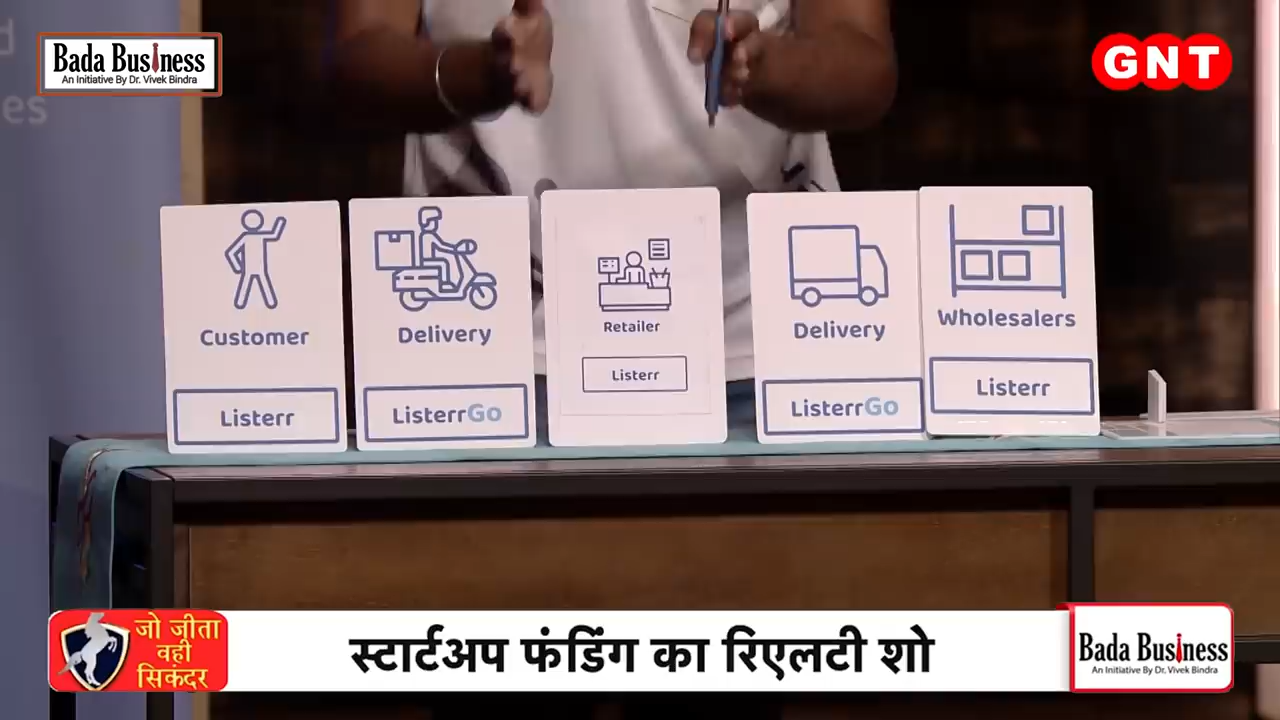 d
es
Bada Business
An Initiative By Dr. Vivek Bindra
GNT
Customer
Listerr
Delivery
ListerrGo
Retailer
Listerr
Delivery
ListerrGo
Wholesalers
Listerr
जो जीता
वही
सिकंदर
स्टार्टअप फंडिंग का रिएलटी शो
Bada Business
An Initiative By Dr. Vivek Bindra